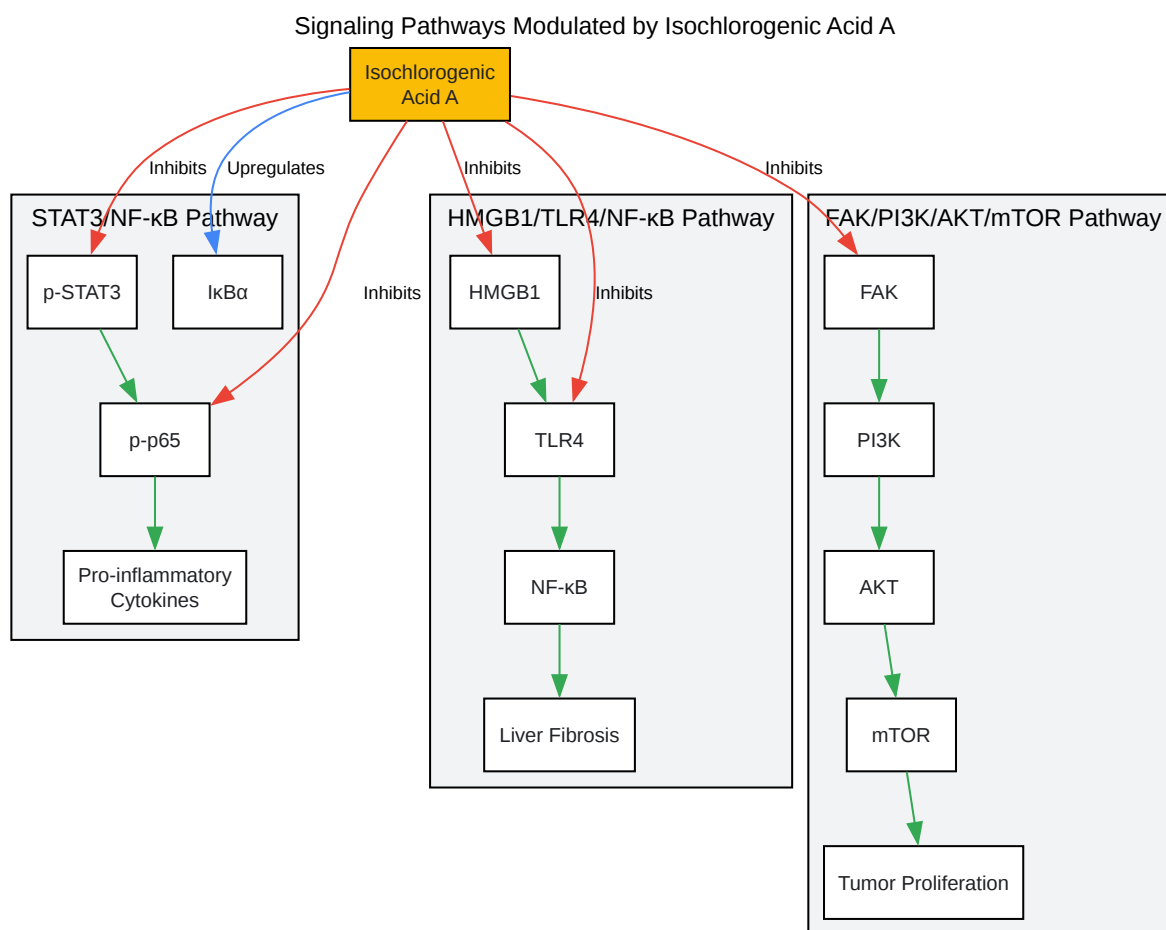 Signaling Pathways Modulated by Isochlorogenic Acid A
Isochlorogenic
Acid A
Inhibits
Upregulates
Inhibits
Inhibits
STAT3/NF-κB Pathway
HMGB1/TLR4/NF-κB Pathway
FAK/PI3K/AKT/mTOR Pathway
p-STAT3
IκBα
Inhibits
HMGB1
Inhibits
FAK
p-p65
TLR4
PI3K
Pro-inflammatory
Cytokines
NF-κB
AKT
Liver Fibrosis
mTOR
Tumor Proliferation